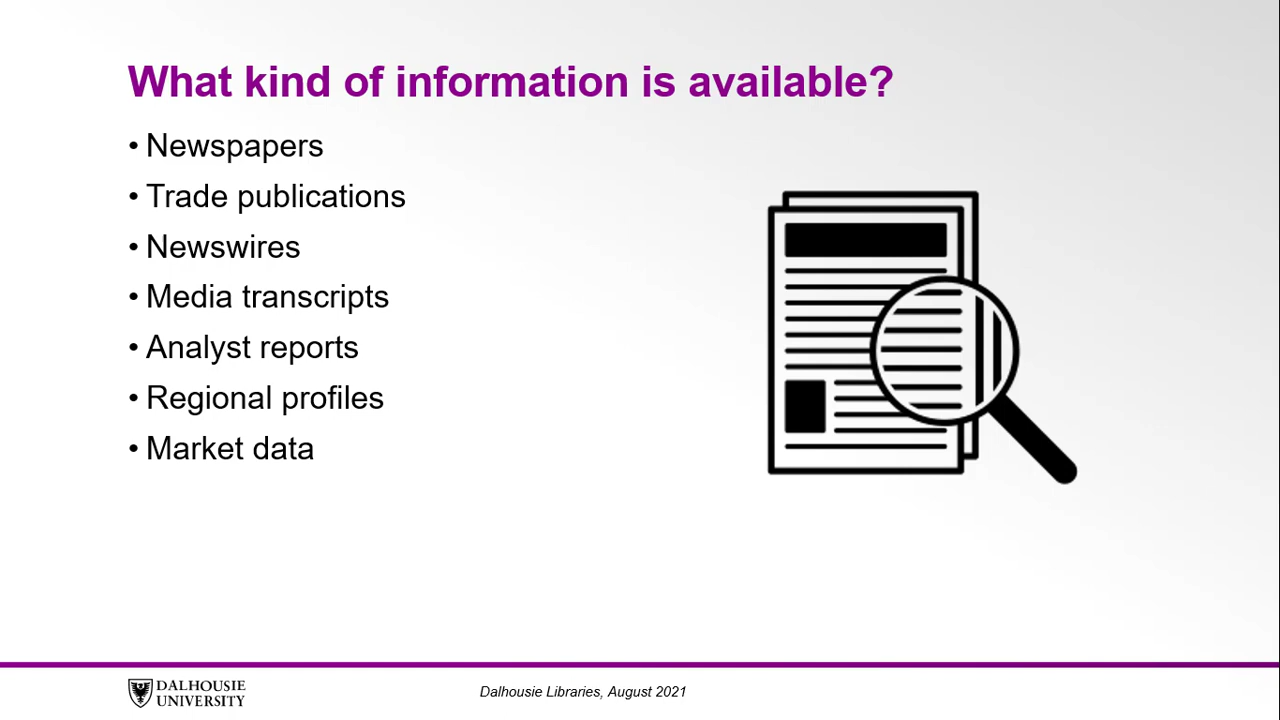 What kind of information is available?
• Newspapers
• Trade publications
• Newswires
• Media transcripts
• Analyst reports
• Regional profiles
• Market data
DALHOUSIE
UNIVERSITY
Dalhousie Libraries, August 2021